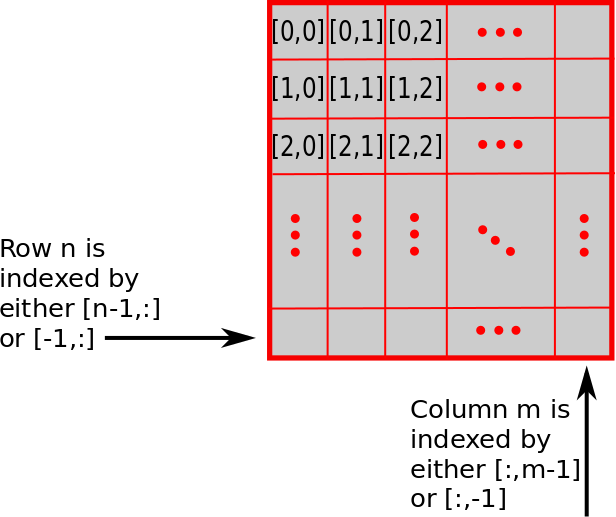 [0,0] [0,1] [0,2]
[1,0] [1,1] [1,2]
[2,0] [2,1] [2,2]
Row n is
indexed by
either [n-1,:]
or [-1,:]
Column m is
indexed by
either [:,m-1]
or [:,-1]